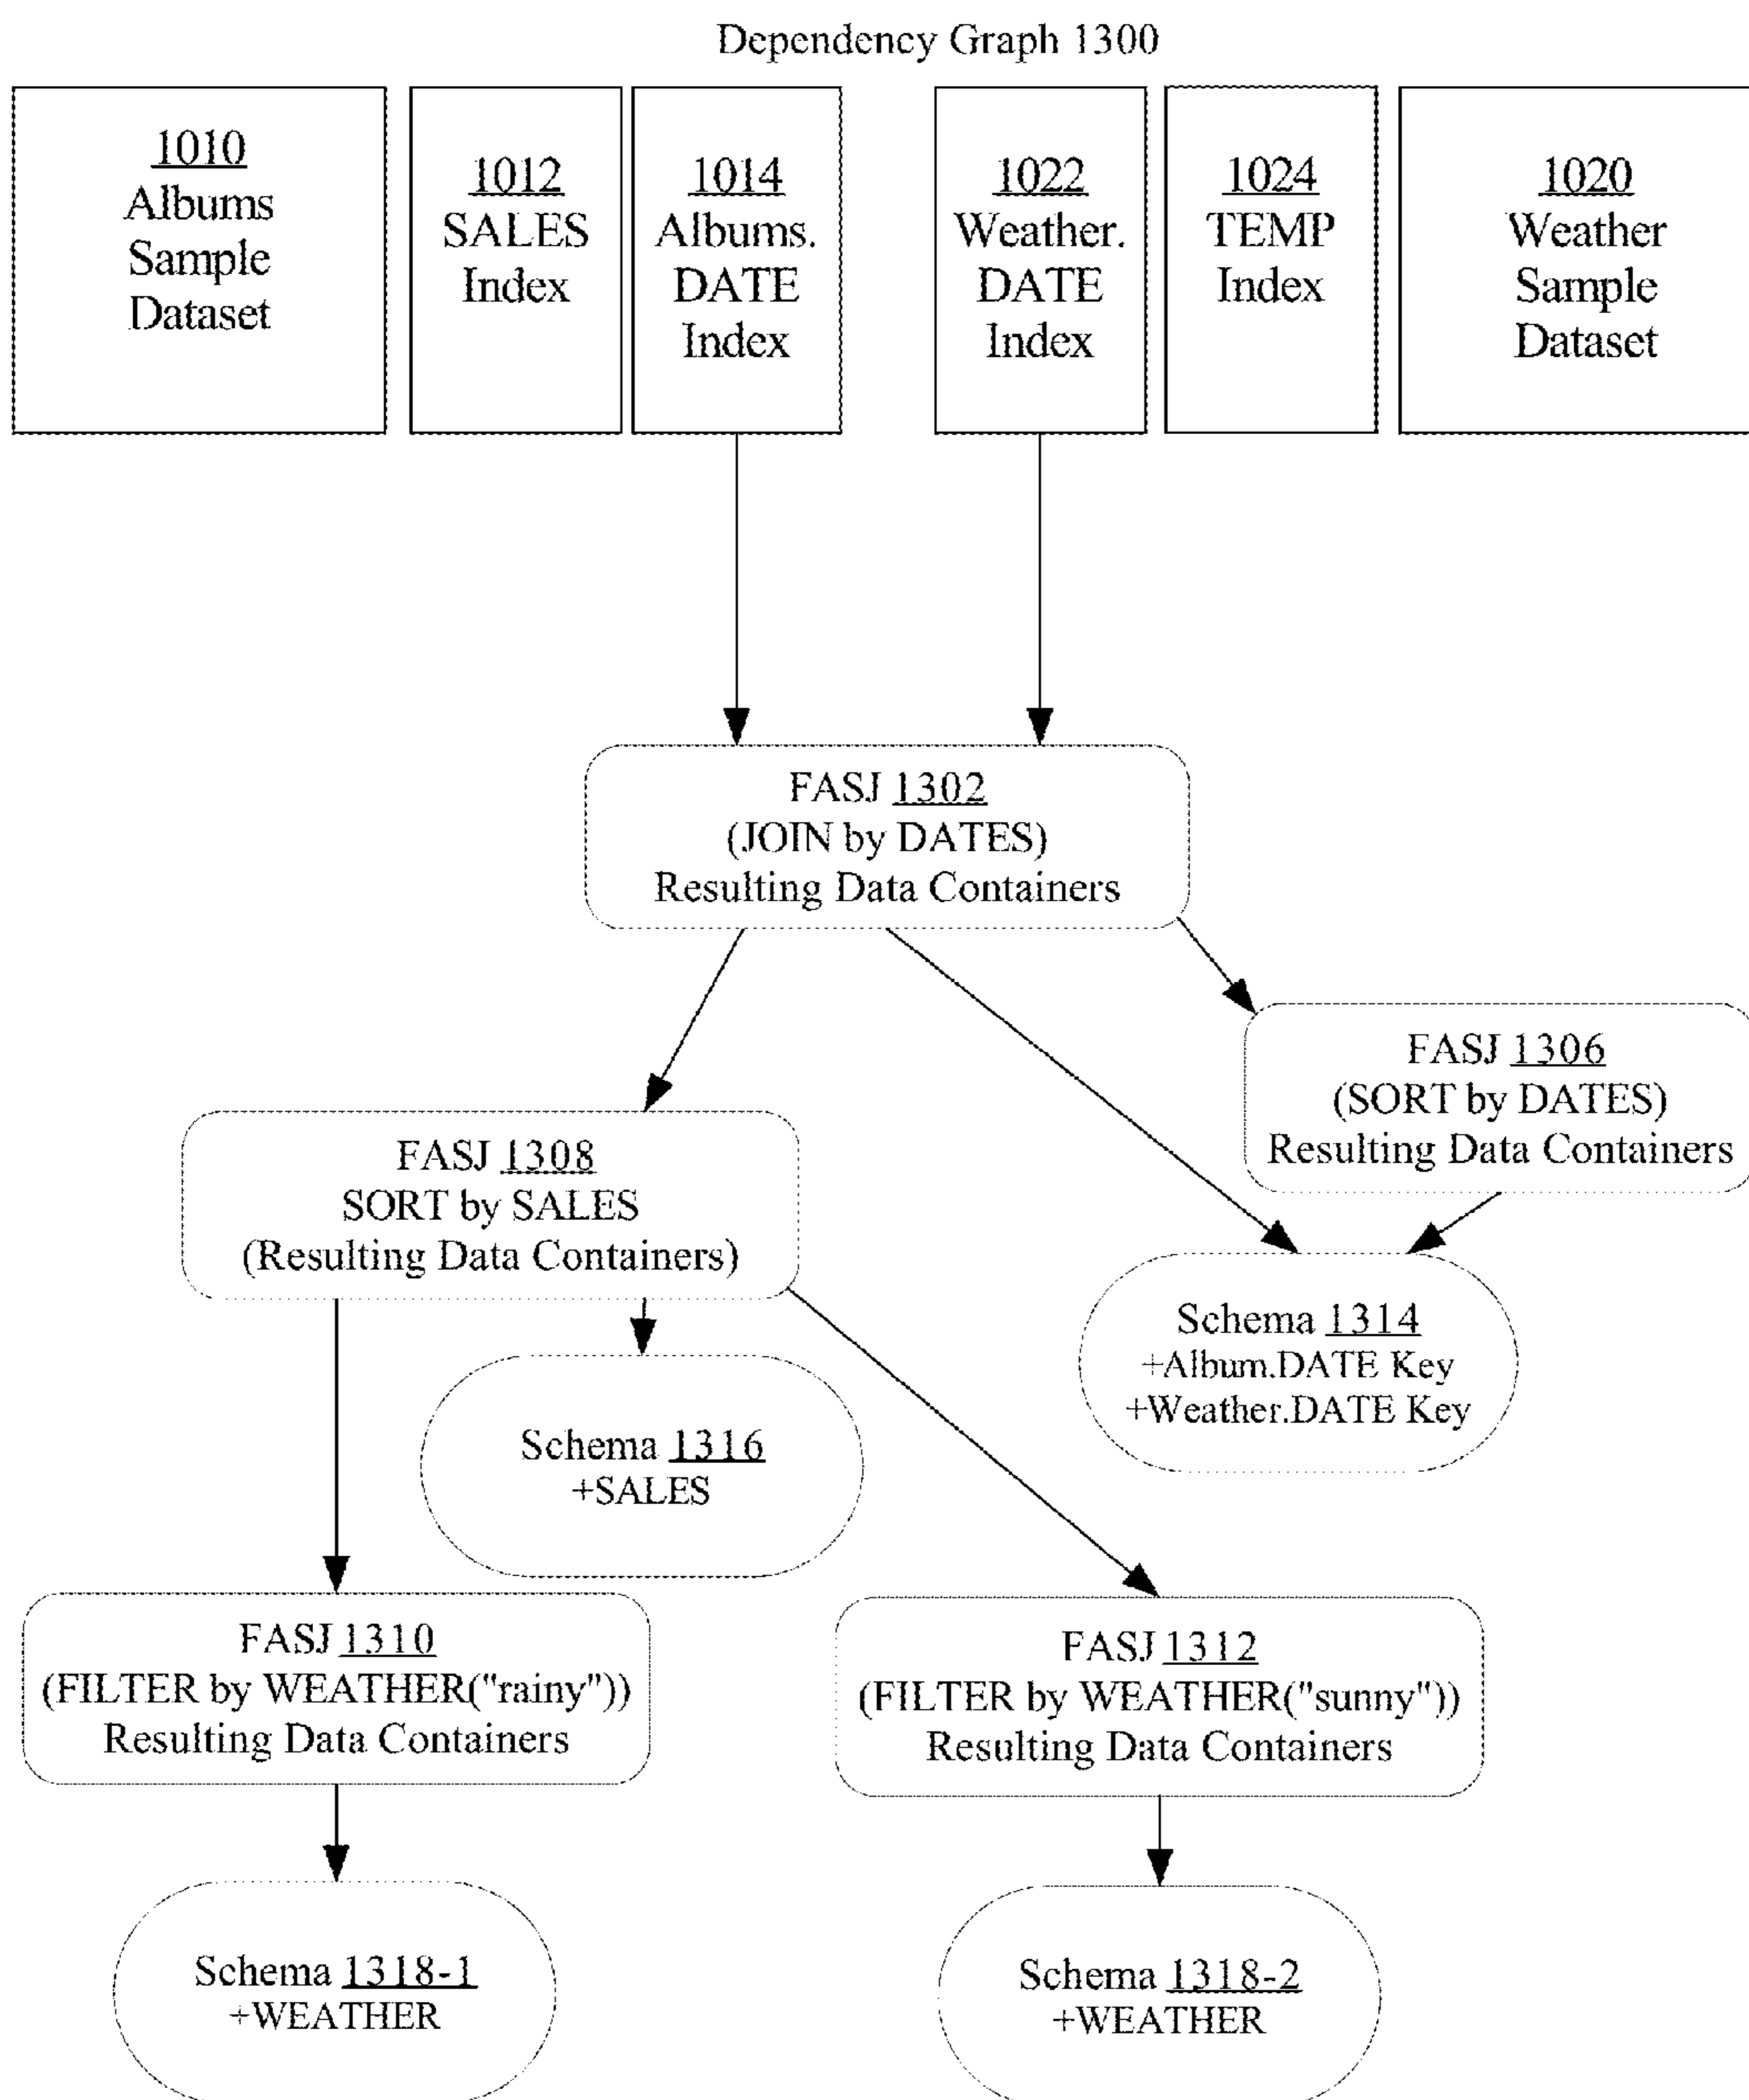 Dependency Graph 1300
1010
Albums
Sample
Dataset
1012
SALES
Index
1014
Albums.
DATE
Index
1022
Weather.
DATE
Index
1024
TEMP
Index
1020
Weather
Sample
Dataset
FASJ 1302
(JOIN by DATES)
Resulting Data Containers
FASJ 1306
(SORT by DATES)
Resulting Data Containers
FASJ 1308
SORT by SALES
(Resulting Data Containers)
Schema 1314
+Album.DATE Key
+Weather.DATE Key
Schema 1316
+SALES
FASJ 1310
(FILTER by WEATHER("rainy"))
Resulting Data Containers
FASJ 1312
(FILTER by WEATHER("sunny"))
Resulting Data Containers
Schema 1318-1
+WEATHER
Schema 1318-2
+WEATHER